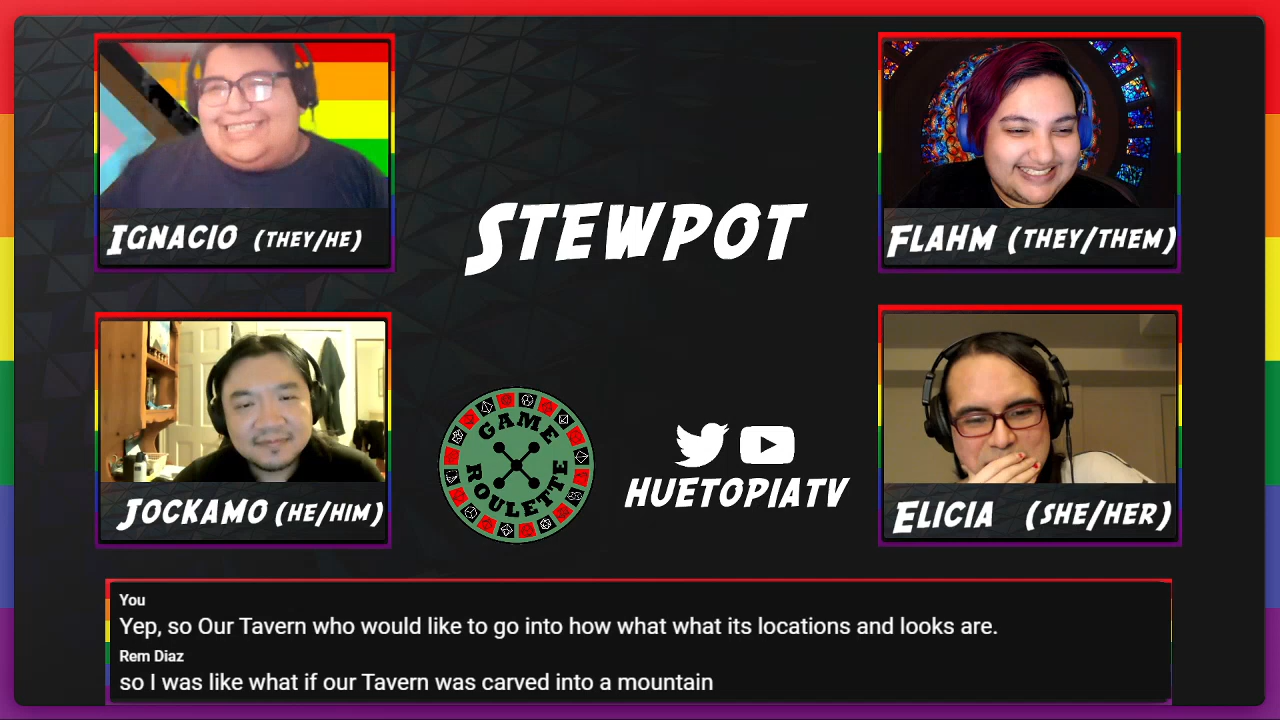 IGNACIO (THEY/HE)
FLAHM (THEY/THEM)
STEWPOT
JOCKAMO (HE/HIM)
GAME
ROULETTE
HUETOPIATV
ELICIA (SHE/HER)
You
Yep, so Our Tavern who would like to go into how what what its locations and looks are.
Rem Diaz
so I was like what if our Tavern was carved into a mountain